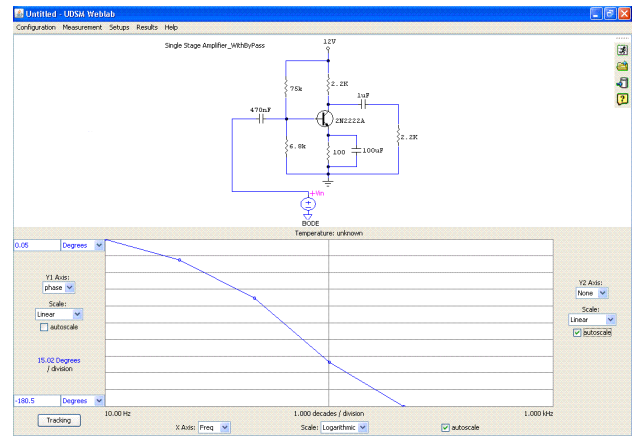 Untitled - UDSM Weblab
Configuration Measurement Setups Results Help
Single Stage Amplifier_WithByPass
12V
75k
2.2K
1uF
470nF
2N2222A
2.2K
6.8k
100
100uF
+Vin
BODE
Temperature: unknown
0.05 Degrees
Y1 Axis:
phase
Scale:
Linear
autoscale
15.02 Degrees
/ division
-180.5 Degrees
Tracking
Y2 Axis:
None
Scale:
Linear
autoscale
10.00 Hz 1.000 decades / division 1.000 kHz
X Axis: Freq Scale: Logarithmic autoscale